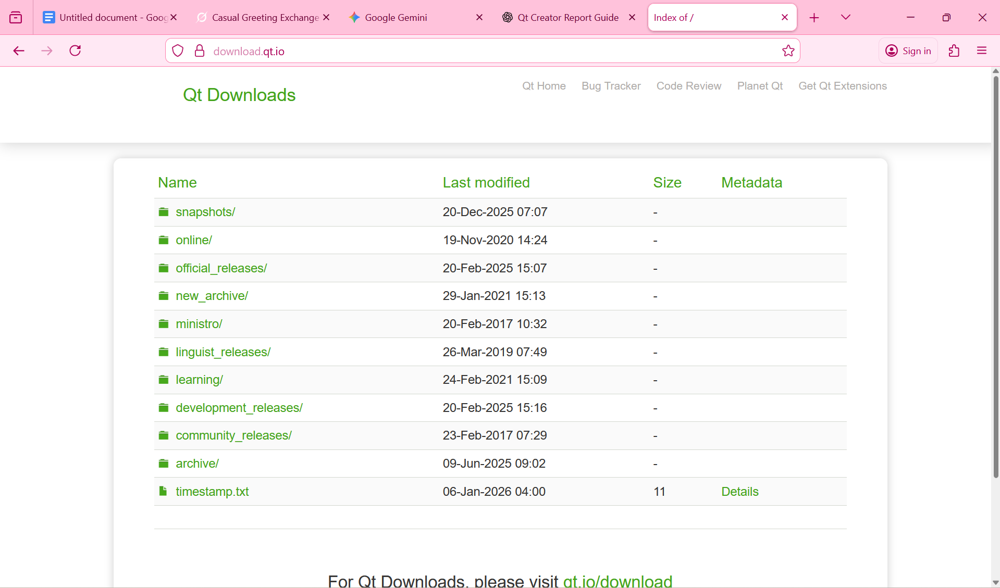 Untitled document - Goog
Casual Greeting Exchange
Google Gemini
Qt Creator Report Guide
Index of /
download.qt.io
Sign in
Qt Downloads
Qt Home Bug Tracker Code Review Planet Qt Get Qt Extensions
Name Last modified Size Metadata
snapshots/ 20-Dec-2025 07:07 -
online/ 19-Nov-2020 14:24 -
official_releases/ 20-Feb-2025 15:07 -
new_archive/ 29-Jan-2021 15:13 -
ministro/ 20-Feb-2017 10:32 -
linguist_releases/ 26-Mar-2019 07:49 -
learning/ 24-Feb-2021 15:09 -
development_releases/ 20-Feb-2025 15:16 -
community_releases/ 23-Feb-2017 07:29 -
archive/ 09-Jun-2025 09:02 -
timestamp.txt 06-Jan-2026 04:00 11 Details
For Qt Downloads, please visit qt.io/download